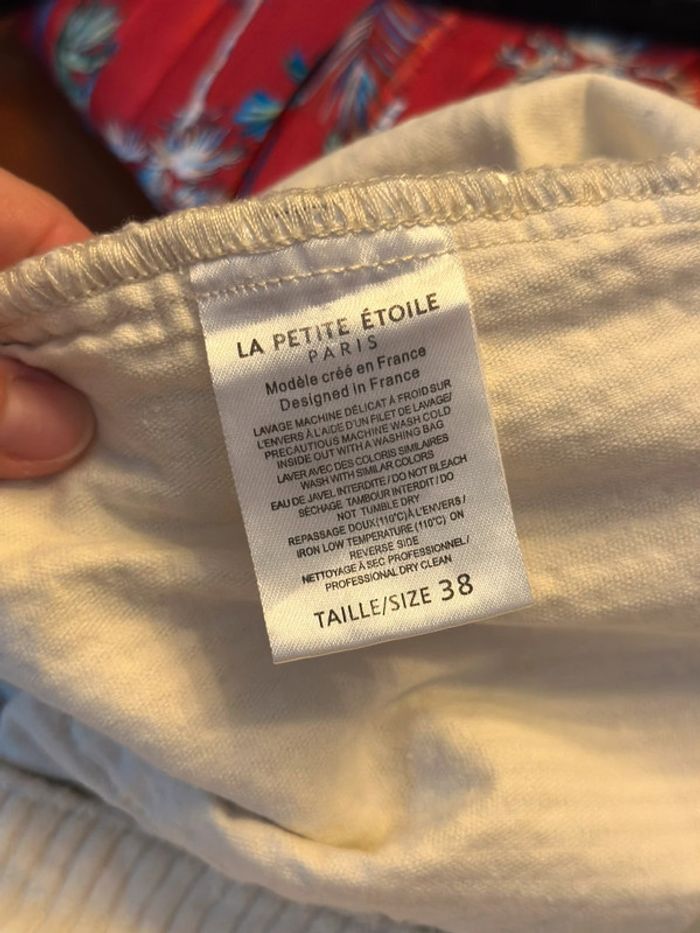 LA PETITE ÉTOILE
PARIS
Modèle créé en France
Designed in France
LAVAGE MACHINE DÉLICAT À FROID SUR
L'ENVERS À L'AIDE D'UN FILET DE LAVAGE/
PRECAUTIOUS MACHINE WASH COLD
INSIDE OUT WITH A WASHING BAG
LAVER AVEC DES COLORIS SIMILAIRES
WASH WITH SIMILAR COLORS
EAU DE JAVEL INTERDITE / DO NOT BLEACH
SÉCHAGE TAMBOUR INTERDIT / DO
NOT TUMBLE DRY
REPASSAGE DOUX(110°C)À L'ENVERS /
IRON LOW TEMPERATURE (110°C) ON
REVERSE SIDE
NETTOYAGE À SEC PROFESSIONNEL /
PROFESSIONAL DRY CLEAN
TAILLE/SIZE 38